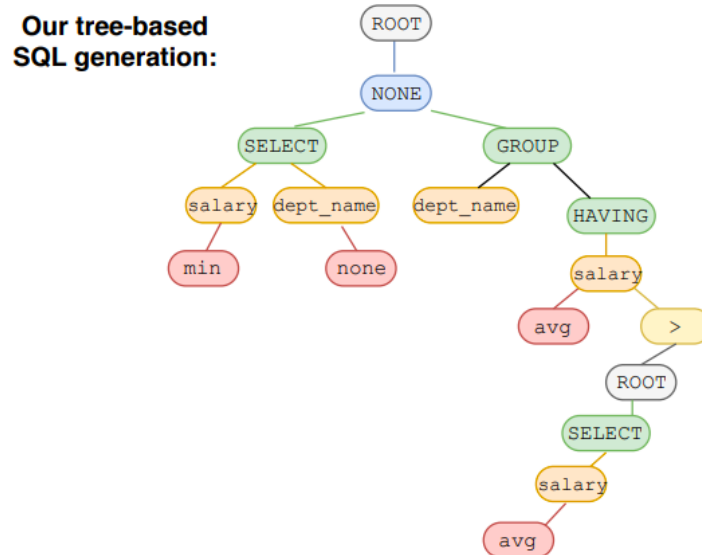 Our tree-based
SQL generation:
ROOT
NONE
SELECT
GROUP
salary
dept_name
dept_name
HAVING
min
none
salary
avg
>
ROOT
SELECT
salary
avg